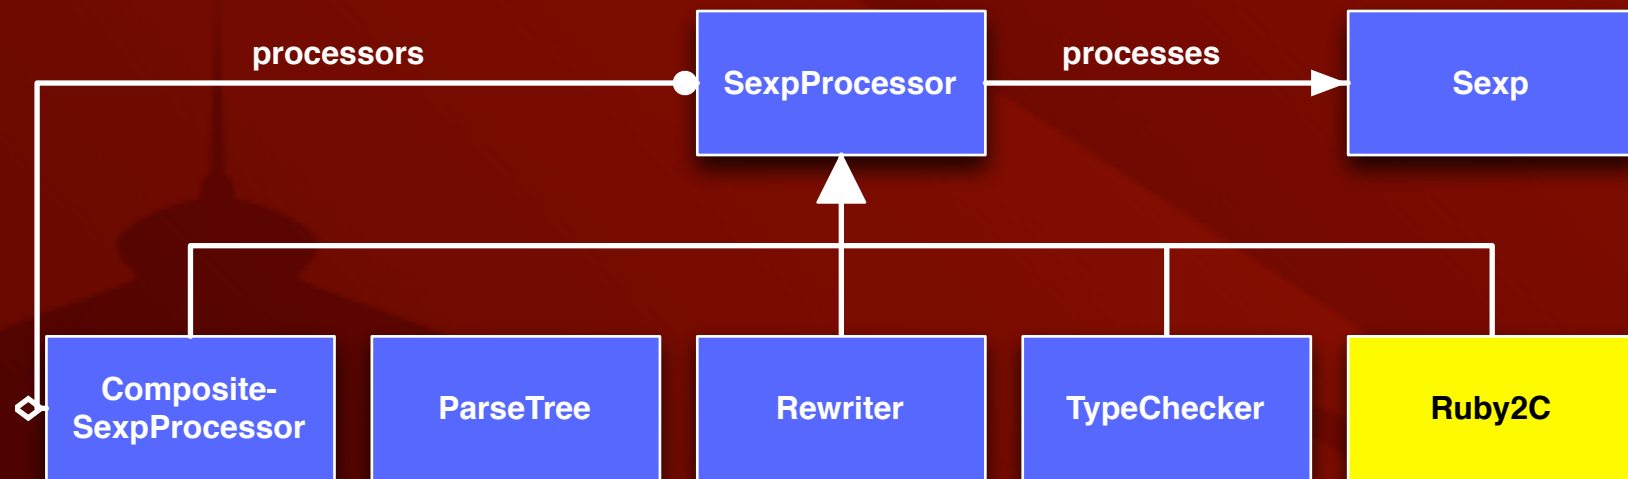 processors
processes
SexpProcessor
Sexp
Composite-
SexpProcessor
ParseTree
Rewriter
TypeChecker
Ruby2C